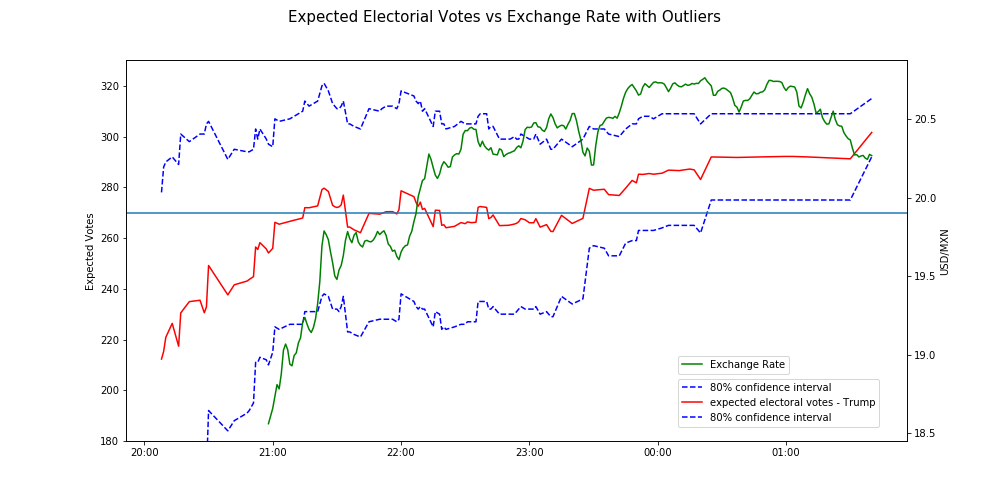 Expected Electorial Votes vs Exchange Rate with Outliers
320
300
280
260
240
220
200
180
Expected Votes
20.5
20.0
19.5
19.0
18.5
USD/MXN
Exchange Rate
80% confidence interval
expected electoral votes - Trump
80% confidence interval
20:00 21:00 22:00 23:00 00:00 01:00